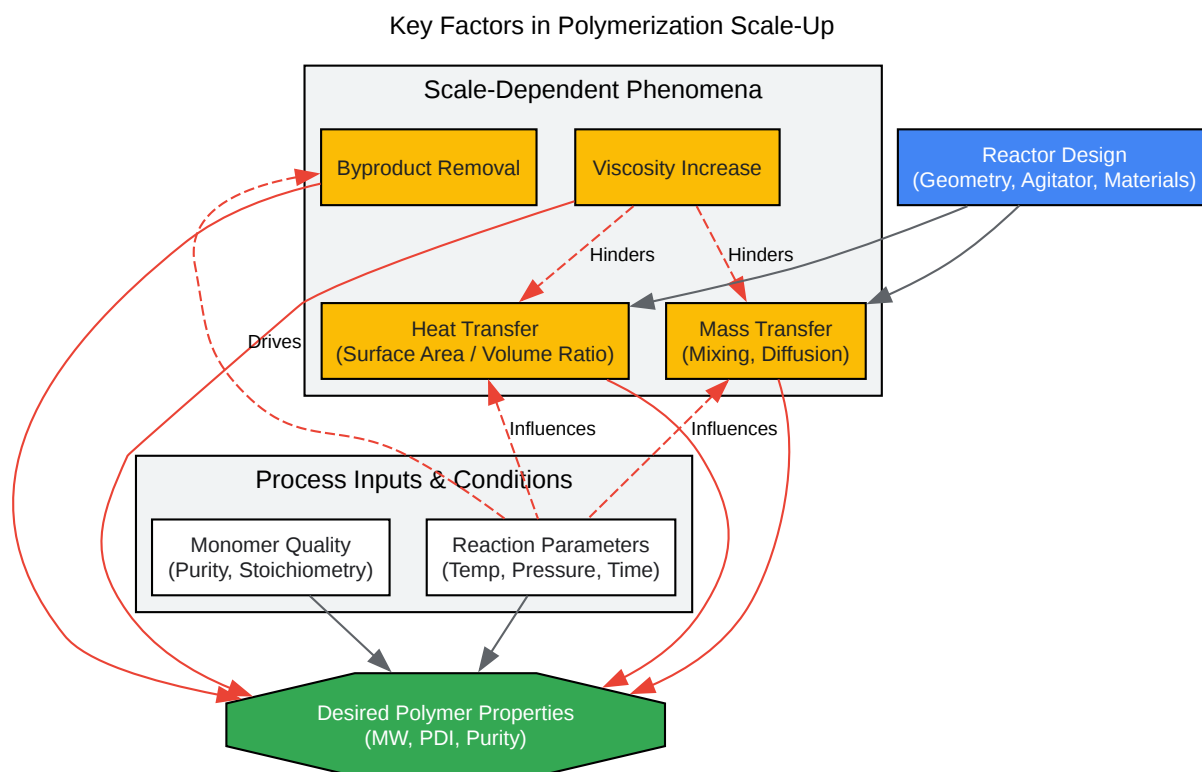 Key Factors in Polymerization Scale-Up
Scale-Dependent Phenomena
Byproduct Removal
Viscosity Increase
Reactor Design
(Geometry, Agitator, Materials)
Hinders
Hinders
Heat Transfer
(Surface Area / Volume Ratio)
Mass Transfer
(Mixing, Diffusion)
Drives
Influences
Influences
Process Inputs & Conditions
Monomer Quality
(Purity, Stoichiometry)
Reaction Parameters
(Temp, Pressure, Time)
Desired Polymer Properties
(MW, PDI, Purity)